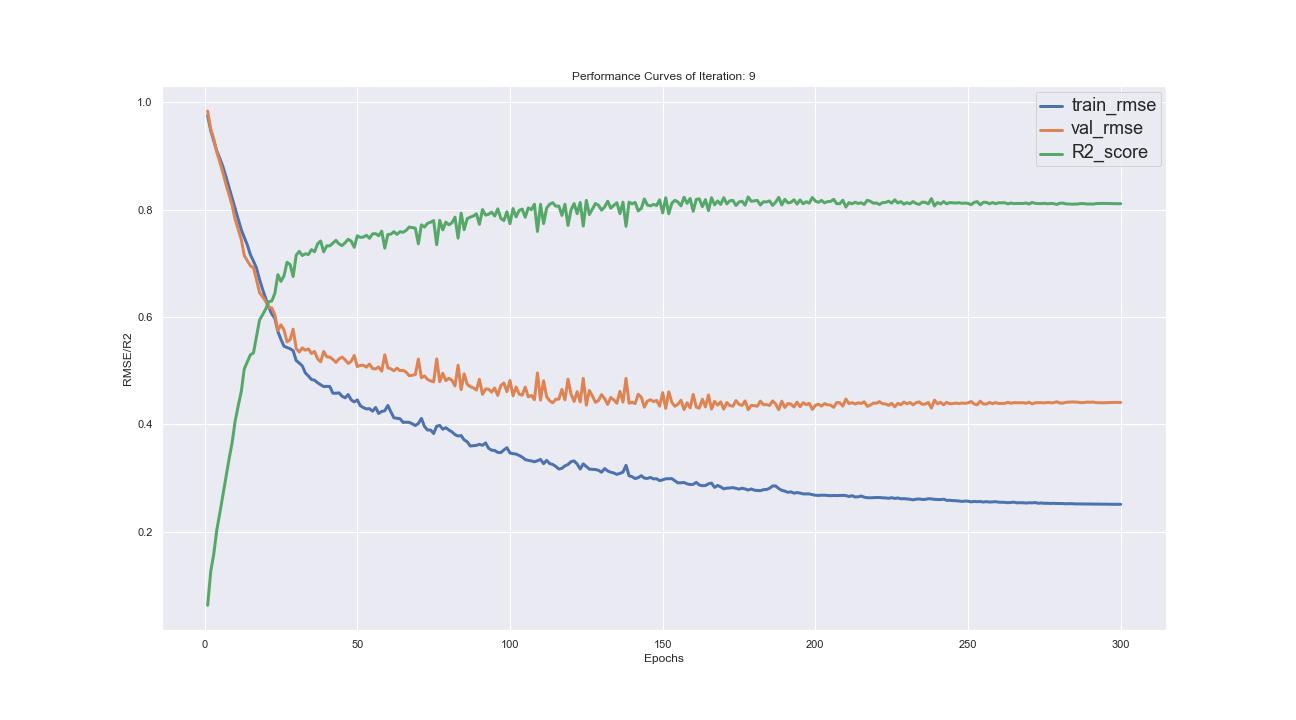 Performance Curves of Iteration: 9
train_rmse
val_rmse
R2_score
RMSE/R2
1.0
0.8
0.6
0.4
0.2
0
50
100
150
200
250
300
Epochs